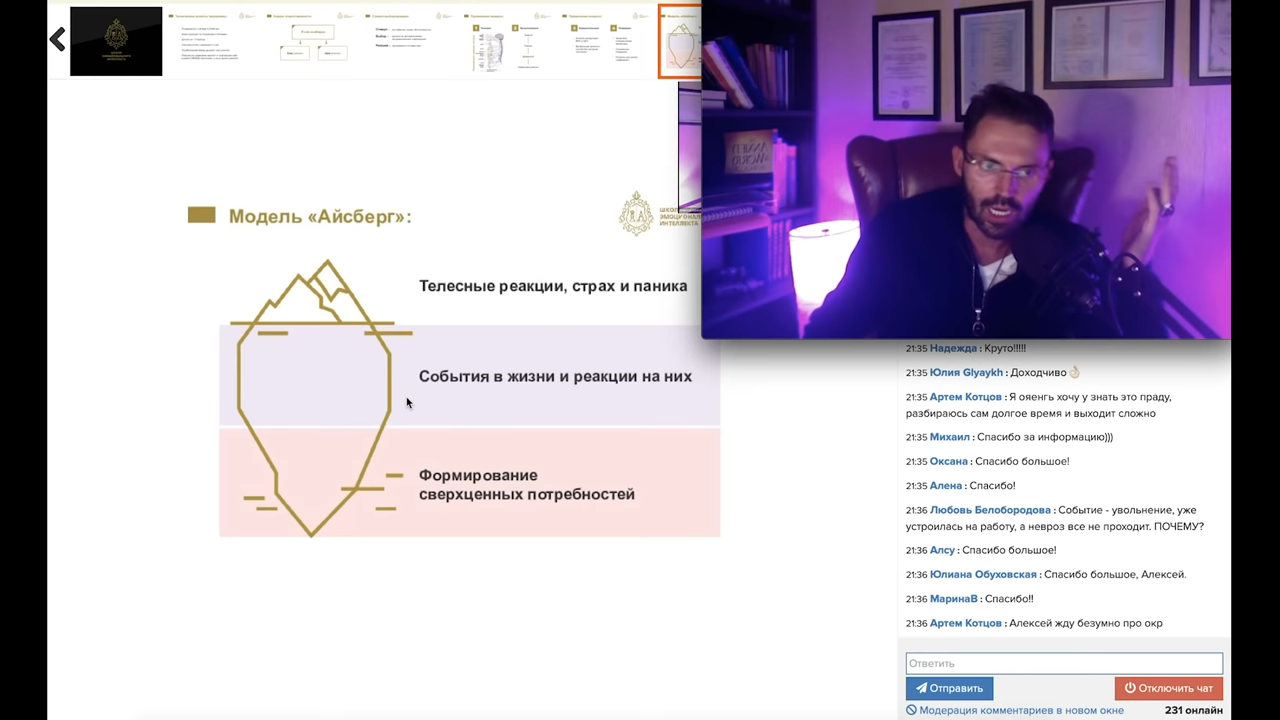 Модель «Айсберг»:
ЭМОЦИОНАЛ
ИНТЕЛЛЕКТА
Телесные реакции, страх и паника
События в жизни и реакции на них
Формирование
сверхценных потребностей
21:35 Надежда : Круто!!!!!
21:35 Юлия Glyaykh : Доходчиво👌🏻
21:35 Артем Котцов : Я ояенгь хочу у знать это праду,
разбираюсь сам долгое время и выходит сложно
21:35 Михаил : Спасибо за информацию)))
21:35 Оксана : Спасибо большое!
21:35 Алена : Спасибо!
21:36 Любовь Белобородова : Событие - увольнение, уже
устроилась на работу, а невроз все не проходит. ПОЧЕМУ?
21:36 Алсу : Спасибо большое!
21:36 Юлиана Обуховская : Спасибо большое, Алексей.
21:36 МаринаВ : Спасибо!!
21:36 Артем Котцов : Алексей жду безумно про окр
Ответить
Отправить
Отключить чат
Модерация комментариев в новом окне
231 онлайн